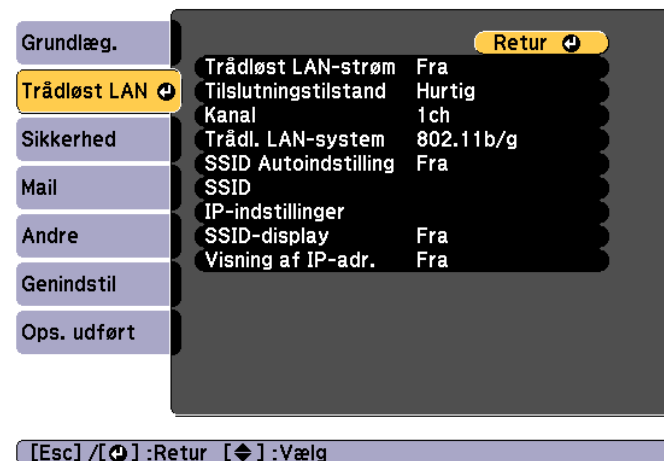 Grundlæg.
Trådløst LAN
Sikkerhed
Mail
Andre
Genindstil
Ops. udført
Retur
Trådløst LAN-strøm Fra
Tilslutningstilstand Hurtig
Kanal 1ch
Trådl. LAN-system 802.11b/g
SSID Autoindstilling Fra
SSID
IP-indstillinger
SSID-display Fra
Visning af IP-adr. Fra
[Esc] /[⏎] :Retur [◆] :Vælg